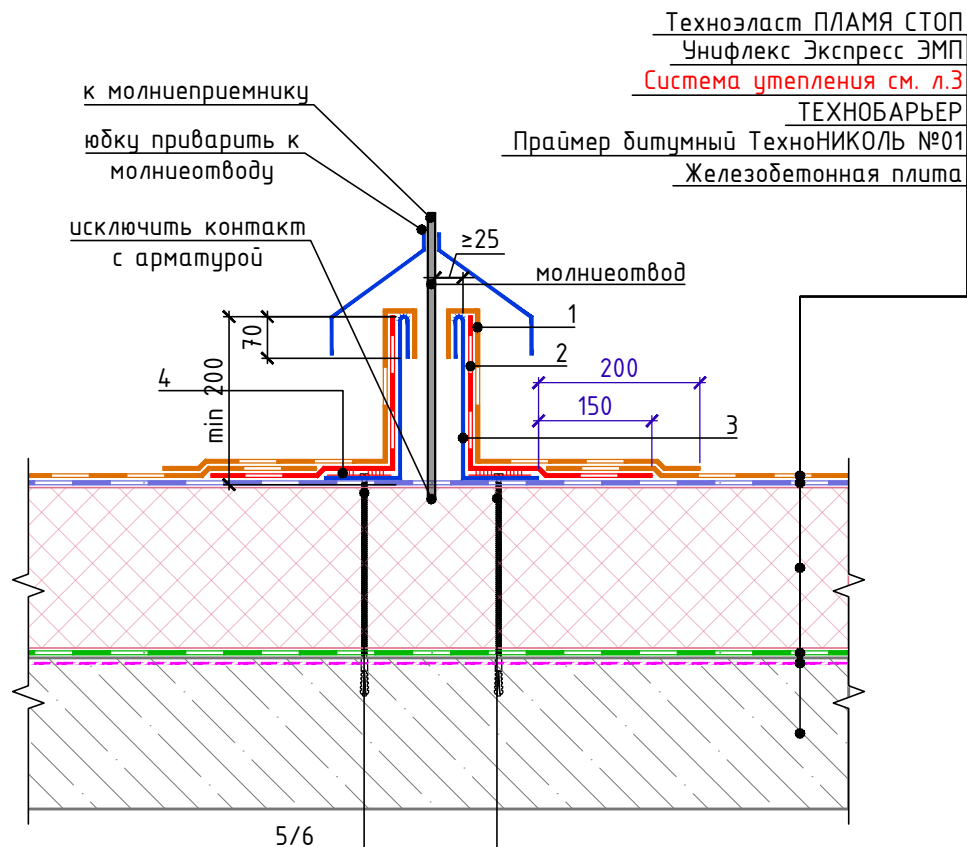 Техноэласт ПЛАМЯ СТОП
Унифлекс Экспресс ЭМП
Система утепления см. л.3
ТЕХНОБАРЬЕР
Праймер битумный ТехноНИКОЛЬ №01
Железобетонная плита
к молниеприемнику
юбку приварить к
молниеотводу
исключить контакт
с арматурой
≥25
молниеотвод
1
70
2
200
4
min 200
150
3
5/6